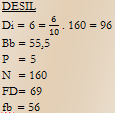 DESIL
Di = 6 = 6/10 . 160 = 96
Bb = 55,5
P = 5
N = 160
FD= 69
fb = 56